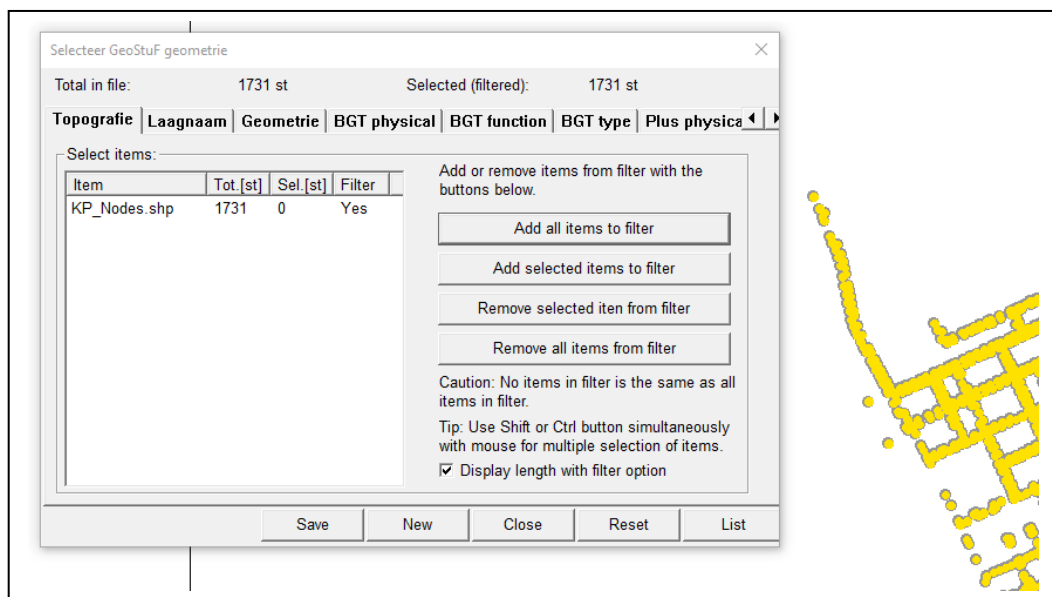 Selecteer GeoStuF geometrie
Total in file: 1731 st Selected (filtered): 1731 st
Topografie Laagnaam Geometrie BGT physical BGT function BGT type Plus physica
Select items:
Item Tot.[st] Sel.[st] Filter
KP_Nodes.shp 1731 0 Yes
Add or remove items from filter with the
buttons below.
Add all items to filter
Add selected items to filter
Remove selected iten from filter
Remove all items from filter
Caution: No items in filter is the same as all
items in filter.
Tip: Use Shift or Ctrl button simultaneously
with mouse for multiple selection of items.
Display length with filter option
Save New Close Reset List